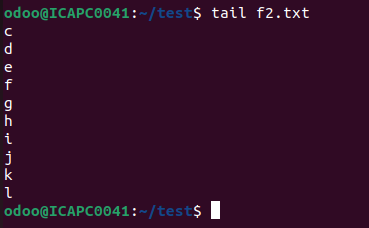 odoo@ICAPC0041:~/test$ tail f2.txt
c
d
e
f
g
h
i
j
k
l
odoo@ICAPC0041:~/test$